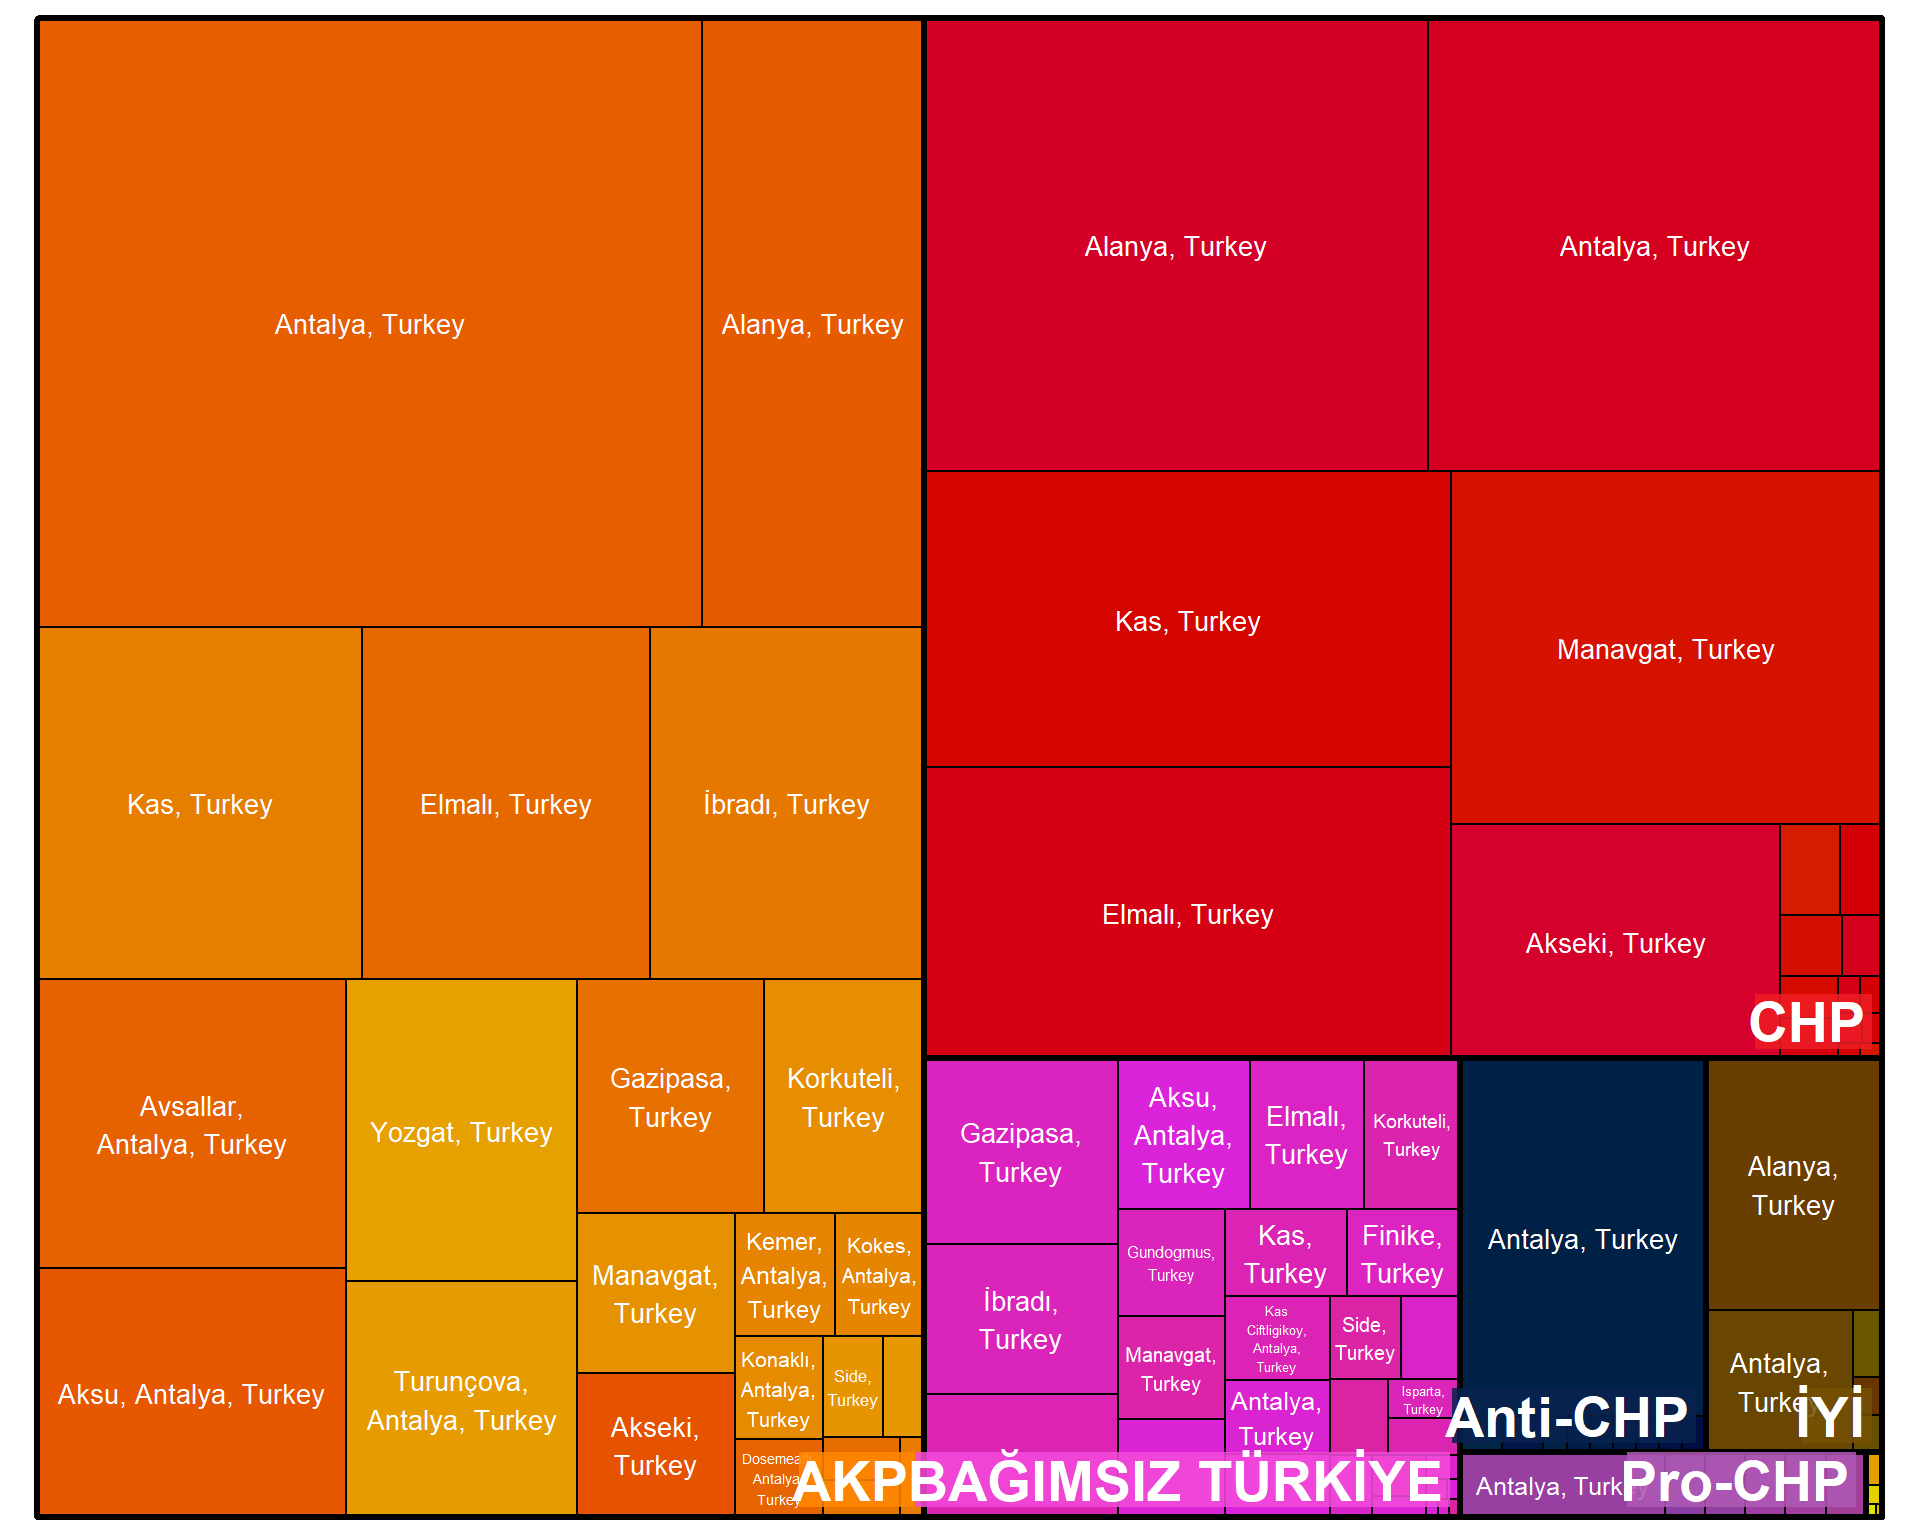 Antalya, Turkey
Alanya, Turkey
Kas, Turkey
Elmalı, Turkey
İbradı, Turkey
Avsallar,
Antalya, Turkey
Aksu, Antalya, Turkey
Yozgat, Turkey
Turunçova,
Antalya, Turkey
Gazipasa,
Turkey
Korkuteli,
Turkey
Manavgat,
Turkey
Akseki,
Turkey
Kemer,
Antalya,
Turkey
Kokes,
Antalya,
Turkey
Konaklı,
Antalya,
Turkey
Side,
Turkey
Antalya
Turkey
AKP
Alanya, Turkey
Antalya, Turkey
Kas, Turkey
Manavgat, Turkey
Elmalı, Turkey
Akseki, Turkey
CHP
Gazipasa,
Turkey
İbradı,
Turkey
Aksu,
Antalya,
Turkey
Elmalı,
Turkey
Korkuteli,
Turkey
Gundogmus,
Turkey
Manavgat,
Turkey
Kas,
Turkey
Finike,
Turkey
Kas
Ciftligikoy,
Antalya,
Turkey
Side,
Turkey
Antalya,
Turkey
Isparta,
Turkey
BAĞIMSIZ TÜRKİYE
Antalya, Turkey
Anti-CHP
Alanya,
Turkey
Antalya,
Turkey
İYİ
Antalya, Turkey
Pro-CHP